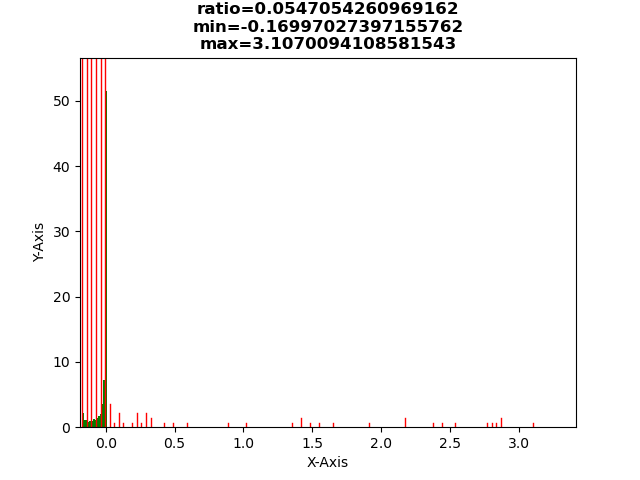 ratio=0.0547054260969162
min=-0.16997027397155762
max=3.1070094108581543
50
40
30
20
10
0
Y-Axis
0.0 0.5 1.0 1.5 2.0 2.5 3.0
X-Axis